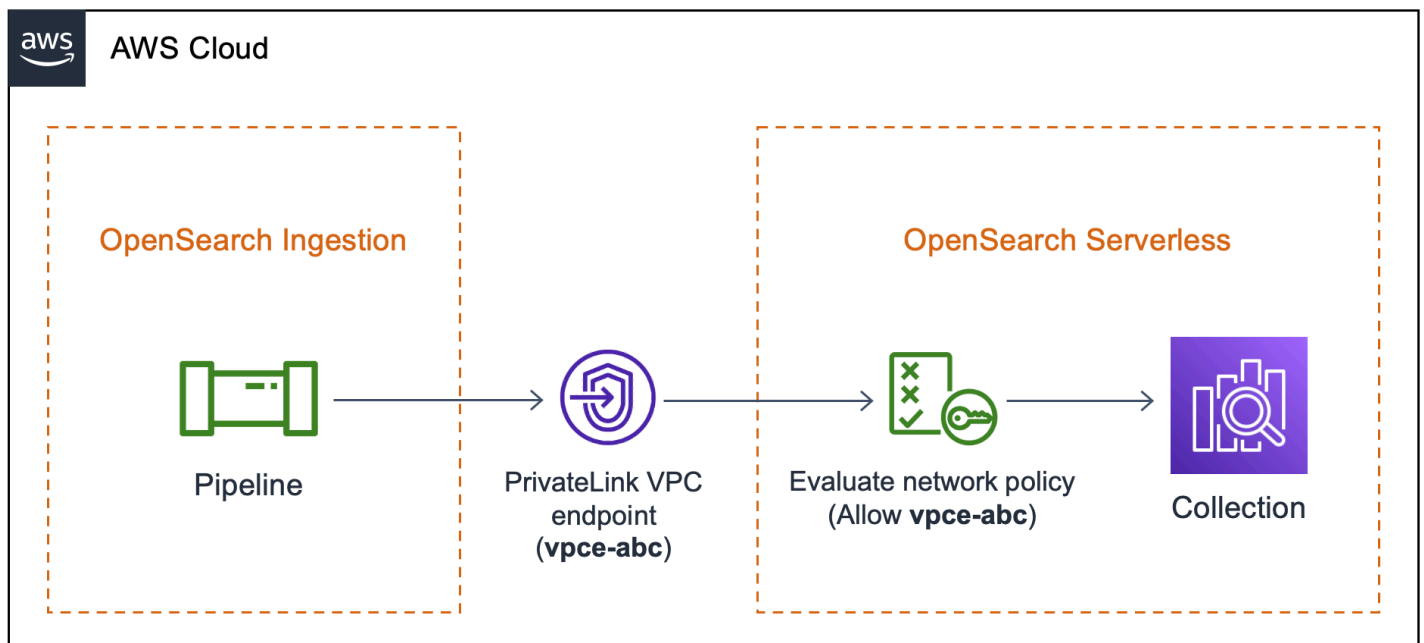 aws
AWS Cloud
OpenSearch Ingestion
OpenSearch Serverless
Pipeline
PrivateLink VPC
endpoint
(vpce-abc)
Evaluate network policy
(Allow vpce-abc)
Collection